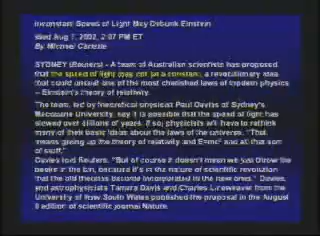 Inconstant Speed of Light May Debunk Einstein
Wed Aug 7, 2002, 2:07 PM ET
By Michael Christie
SYDNEY (Reuters) - A team of Australian scientists has proposed
that the speed of light may not be a constant, a revolutionary idea
that could unseat one of the most cherished laws of modern physics
-- Einstein's theory of relativity.
The team, led by theoretical physicist Paul Davies of Sydney's
Macquarie University, say it is possible that the speed of light has
slowed over billions of years. If so, physicists will have to rethink
many of their basic ideas about the laws of the universe. "That
means giving up the theory of relativity and E=mc² and all that sort
of stuff,"
Davies told Reuters. "But of course it doesn't mean we just throw the
books in the bin, because it's in the nature of scientific revolution
that the old theories become incorporated in the new ones." Davies,
and astrophysicists Tamara Davis and Charles Lineweaver from the
University of New South Wales published the proposal in the August
8 edition of scientific journal Nature.